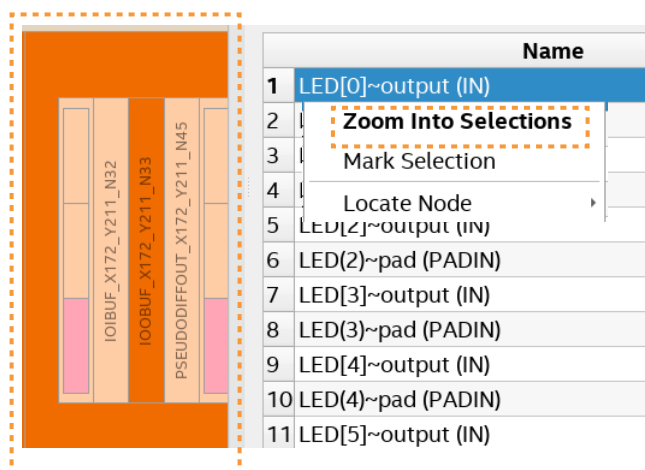 IOIBUF_X172_Y211_N32
IOOBUF_X172_Y211_N33
PSEUDODIFFOUT_X172_Y211_N45
Name
1 LED[0]~output (IN)
2
Zoom Into Selections
3
Mark Selection
4
Locate Node
5 LED[2]~output (IN)
6 LED(2)~pad (PADIN)
7 LED[3]~output (IN)
8 LED(3)~pad (PADIN)
9 LED[4]~output (IN)
10 LED(4)~pad (PADIN)
11 LED[5]~output (IN)